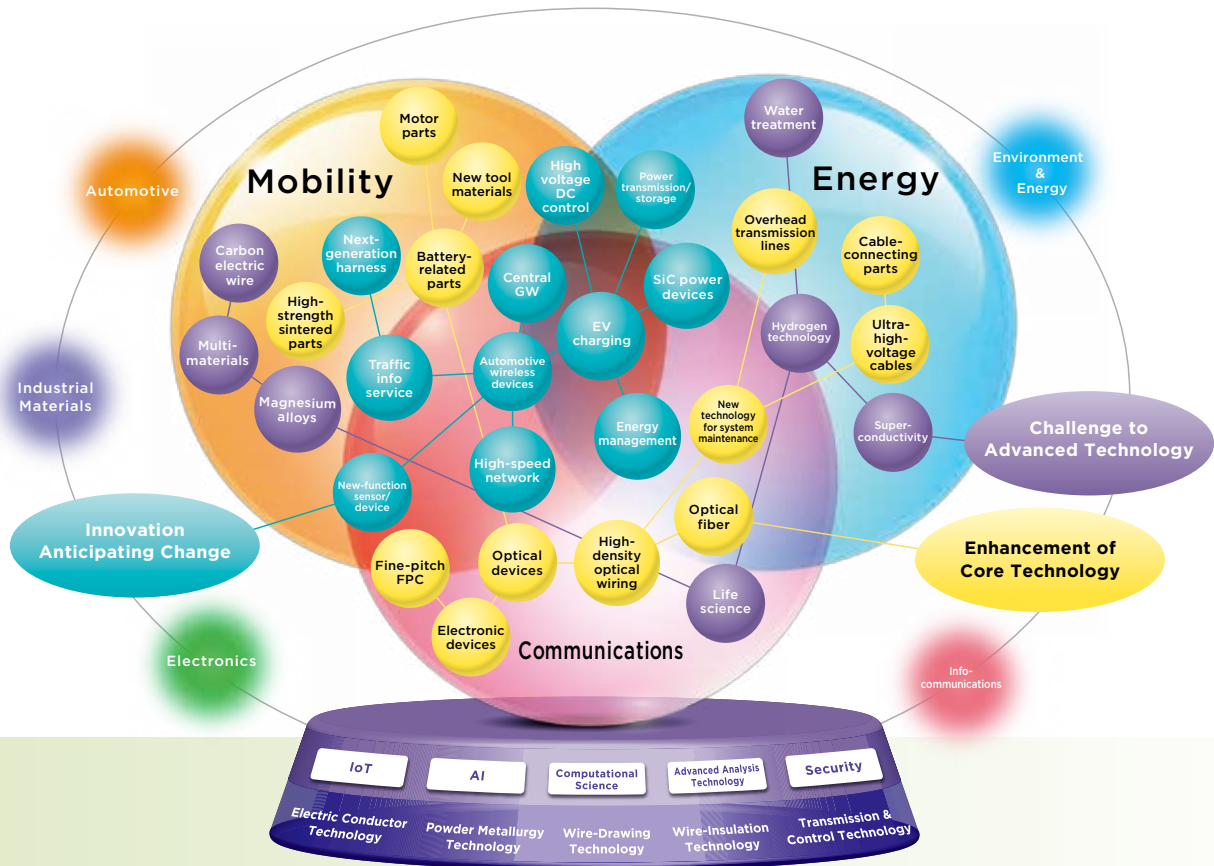 Motor
parts
Water
treatment
Mobility
Energy
Automotive
Environment
&
Energy
New tool
materials
High
voltage
DC
control
Power
transmission/
storage
Overhead
transmission
lines
Cable-
connecting
parts
Carbon
electric
wire
Next-
generation
harness
Battery-
related
parts
Central
GW
SiC power
devices
High-
strength
sintered
parts
EV
charging
Hydrogen
technology
Ultra-
high-
voltage
cables
Multi-
materials
Traffic
info
service
Automotive
wireless
devices
Industrial
Materials
Magnesium
alloys
Energy
management
New
technology
for system
maintenance
Super-
conductivity
Challenge to
Advanced Technology
High-speed
network
New-function
sensor/
device
Optical
fiber
Innovation
Anticipating Change
Fine-pitch
FPC
Optical
devices
High-
density
optical
wiring
Enhancement of
Core Technology
Life
science
Electronic
devices
Communications
Electronics
Info-
communications
IoT
AI
Computational
Science
Advanced Analysis
Technology
Security
Electric Conductor
Technology
Powder Metallurgy
Technology
Wire-Drawing
Technology
Wire-Insulation
Technology
Transmission &
Control Technology